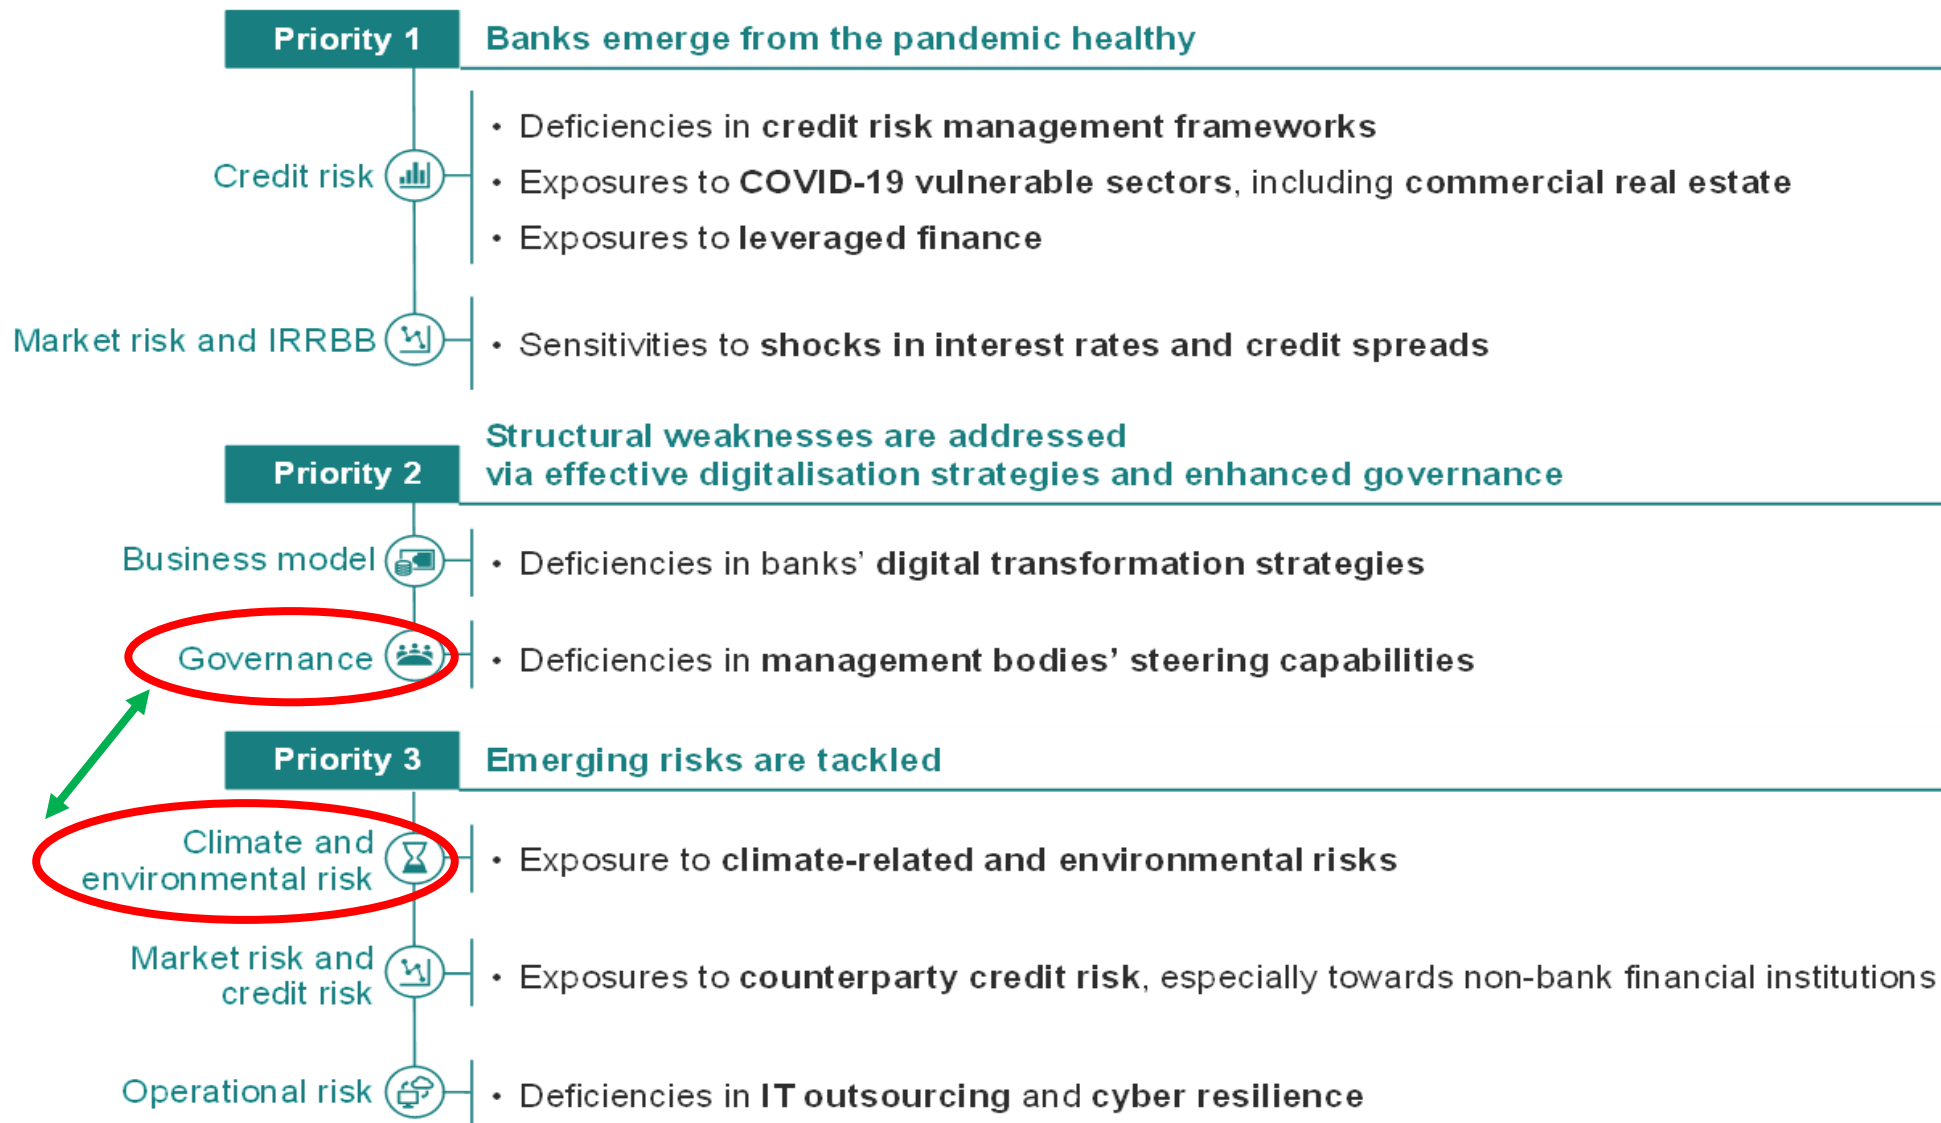 Priority 1
Banks emerge from the pandemic healthy
Credit risk
• Deficiencies in credit risk management frameworks
• Exposures to COVID-19 vulnerable sectors, including commercial real estate
• Exposures to leveraged finance
Market risk and IRRBB
• Sensitivities to shocks in interest rates and credit spreads
Priority 2
Structural weaknesses are addressed
via effective digitalisation strategies and enhanced governance
Business model
• Deficiencies in banks’ digital transformation strategies
Governance
• Deficiencies in management bodies’ steering capabilities
Priority 3
Emerging risks are tackled
Climate and
environmental risk
• Exposure to climate-related and environmental risks
Market risk and
credit risk
• Exposures to counterparty credit risk, especially towards non-bank financial institutions
Operational risk
• Deficiencies in IT outsourcing and cyber resilience